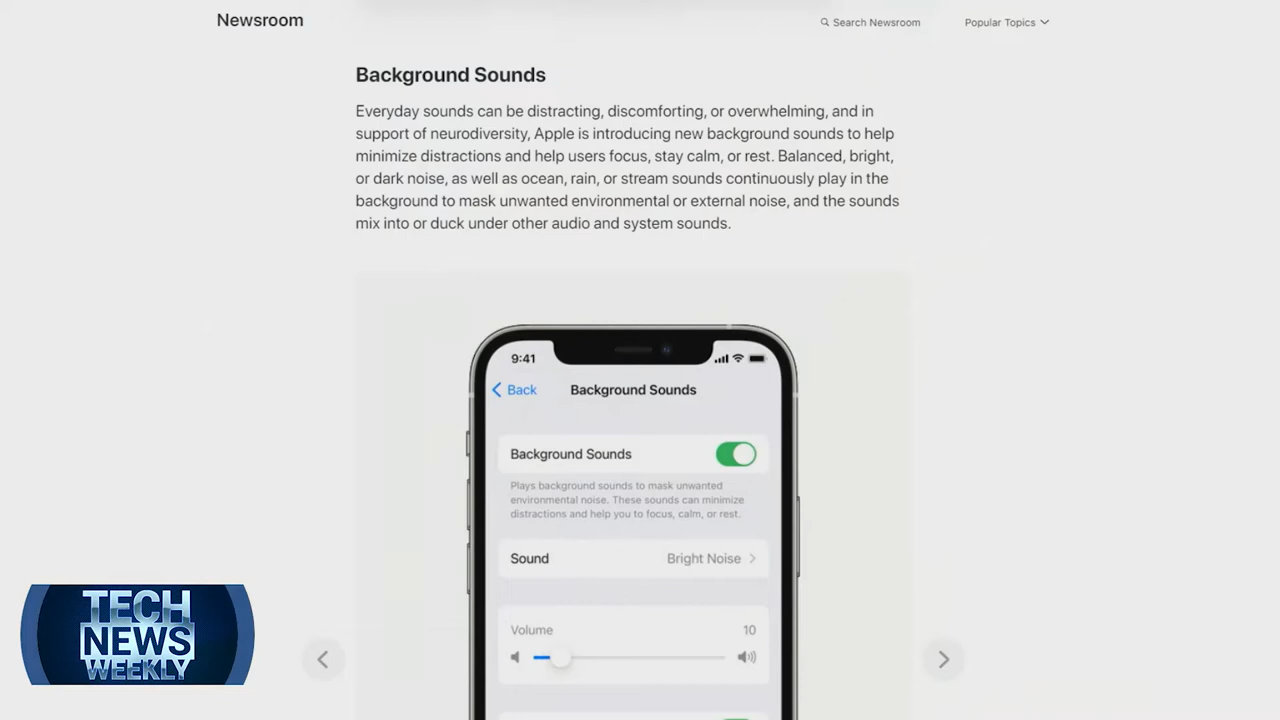 Newsroom
Search Newsroom
Popular Topics
Background Sounds
Everyday sounds can be distracting, discomforting, or overwhelming, and in
support of neurodiversity, Apple is introducing new background sounds to help
minimize distractions and help users focus, stay calm, or rest. Balanced, bright,
or dark noise, as well as ocean, rain, or stream sounds continuously play in the
background to mask unwanted environmental or external noise, and the sounds
mix into or duck under other audio and system sounds.
9:41
Back
Background Sounds
Background Sounds
Plays background sounds to mask unwanted
environmental noise. These sounds can minimize
distractions and help you to focus, calm, or rest.
Sound
Bright Noise
Volume
10
TECH
NEWS
WEEKLY